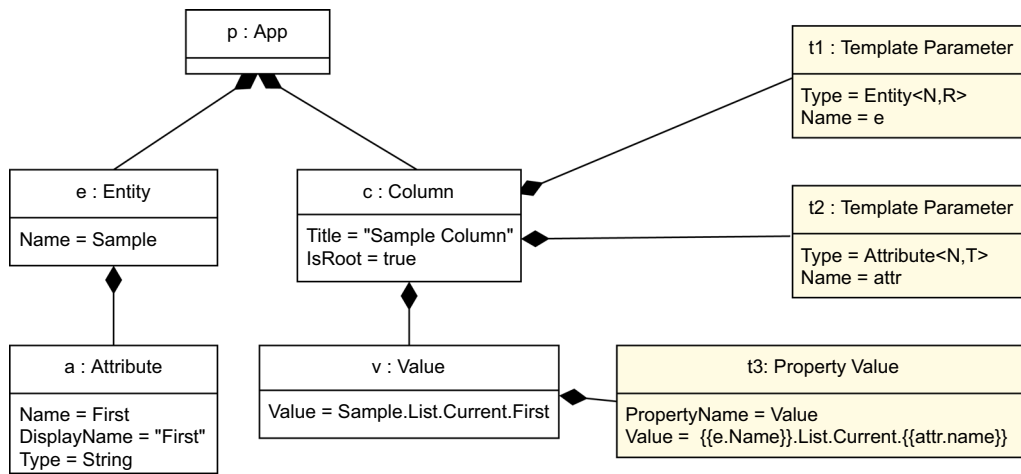 p : App
t1 : Template Parameter
Type = Entity<N,R>
Name = e
e : Entity
Name = Sample
c : Column
Title = "Sample Column"
IsRoot = true
t2 : Template Parameter
Type = Attribute<N,T>
Name = attr
a : Attribute
Name = First
DisplayName = "First"
Type = String
v : Value
Value = Sample.List.Current.First
t3: Property Value
PropertyName = Value
Value = {{e.Name}}.List.Current.{{attr.name}}